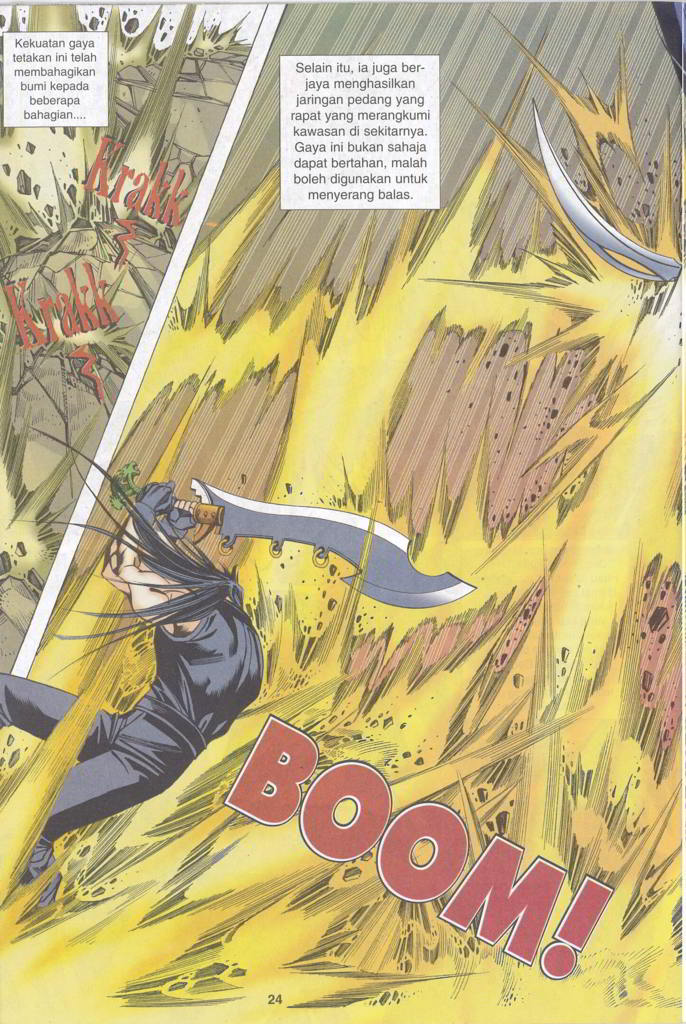 Kekuatan gaya
tetakan ini telah
membahagikan
bumi kepada
beberapa
bahagian....
Selain itu, ia juga ber-
jaya menghasilkan
jaringan pedang yang
rapat yang merangkumi
kawasan di sekitarnya.
Gaya ini bukan sahaja
dapat bertahan, malah
boleh digunakan untuk
menyerang balas.
Krakk
Krakk
BOOM!
24